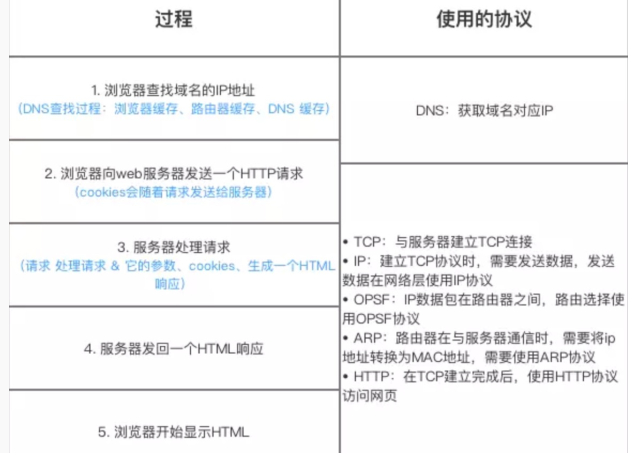 过程
使用的协议
1. 浏览器查找域名的IP地址
（DNS查找过程：浏览器缓存、路由器缓存、DNS 缓存）
DNS：获取域名对应IP
2. 浏览器向web服务器发送一个HTTP请求
（cookies会随着请求发送给服务器）
3. 服务器处理请求
（请求 处理请求 & 它的参数、cookies、生成一个HTML
响应）
4. 服务器发回一个HTML响应
5. 浏览器开始显示HTML
• TCP：与服务器建立TCP连接
• IP：建立TCP协议时，需要发送数据，发送
数据在网络层使用IP协议
• OPSF：IP数据包在路由器之间，路由选择使
用OPSF协议
• ARP：路由器在与服务器通信时，需要将ip
地址转换为MAC地址，需要使用ARP协议
• HTTP：在TCP建立完成后，使用HTTP协议
访问网页